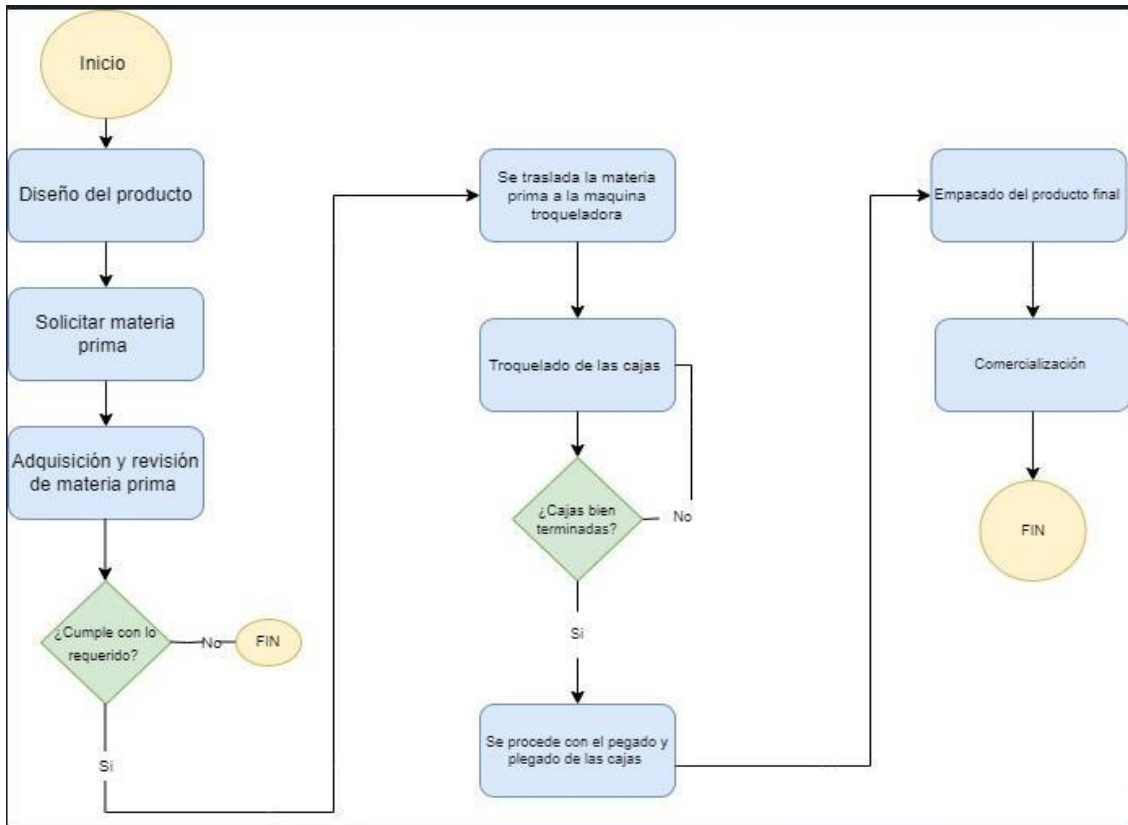 Inicio
Diseño del producto
Solicitar materia
prima
Adquisición y revisión
de materia prima
¿Cumple con lo
requerido?
No
FIN
Si
Se traslada la materia
prima a la maquina
troqueladora
Troquelado de las cajas
¿Cajas bien
terminadas?
No
Si
Se procede con el pegado y
plegado de las cajas
Empacado del producto final
Comercialización
FIN